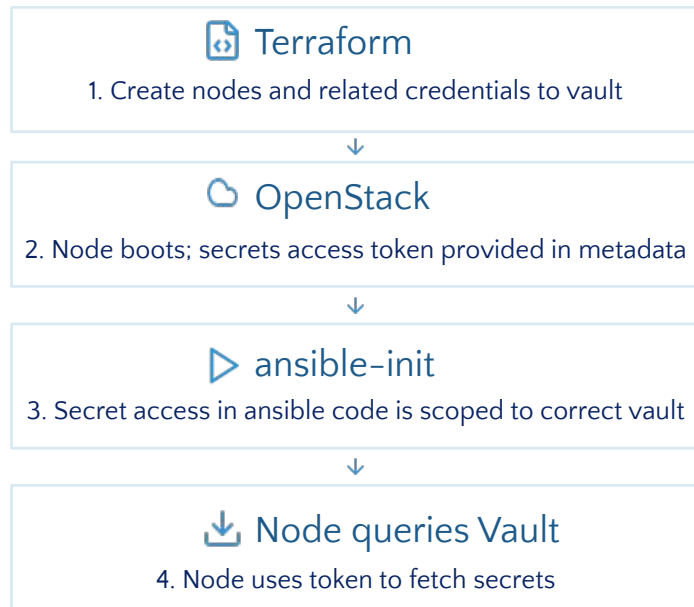 Terraform
1. Create nodes and related credentials to vault
OpenStack
2. Node boots; secrets access token provided in metadata
ansible-init
3. Secret access in ansible code is scoped to correct vault
Node queries Vault
4. Node uses token to fetch secrets